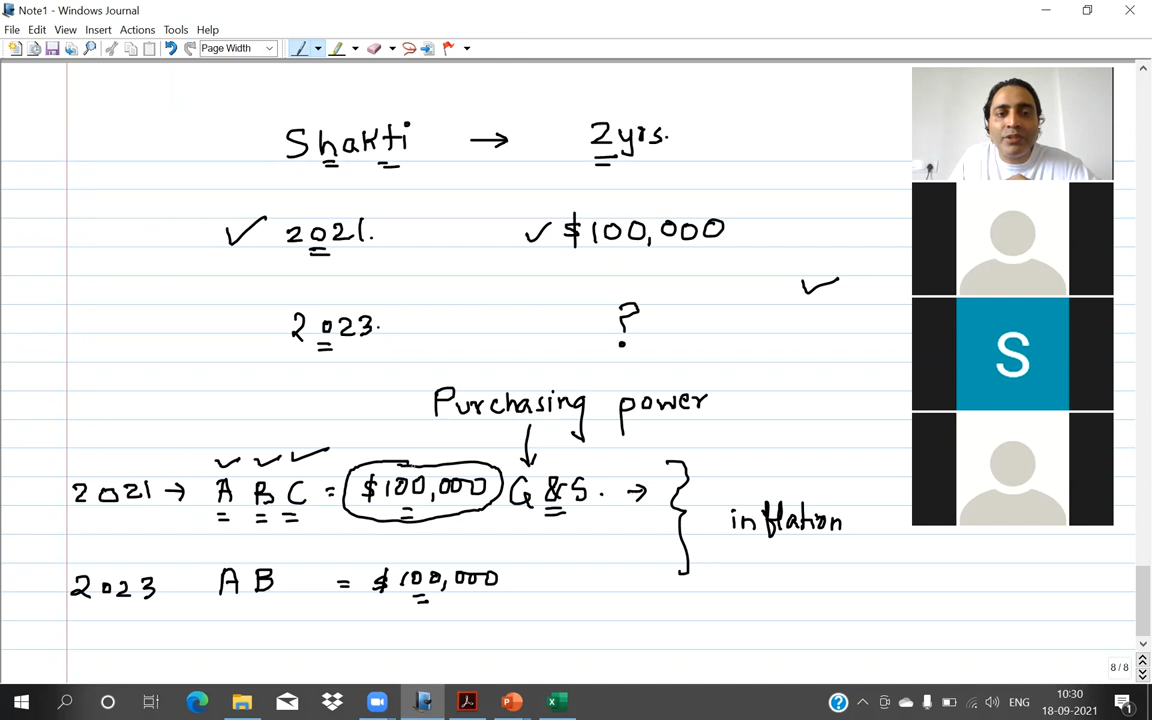 Note1 - Windows Journal
File Edit View Insert Actions Tools Help
Page Width
Shakti → 2yrs.
✓ 2021. ✓ $100,000
✓
2023. ?
Purchasing power
2021 → A B C = $100,000 G & S. →
inflation
2023 A B = $100,000
S
8/8
ENG
10:30
18-09-2021
1